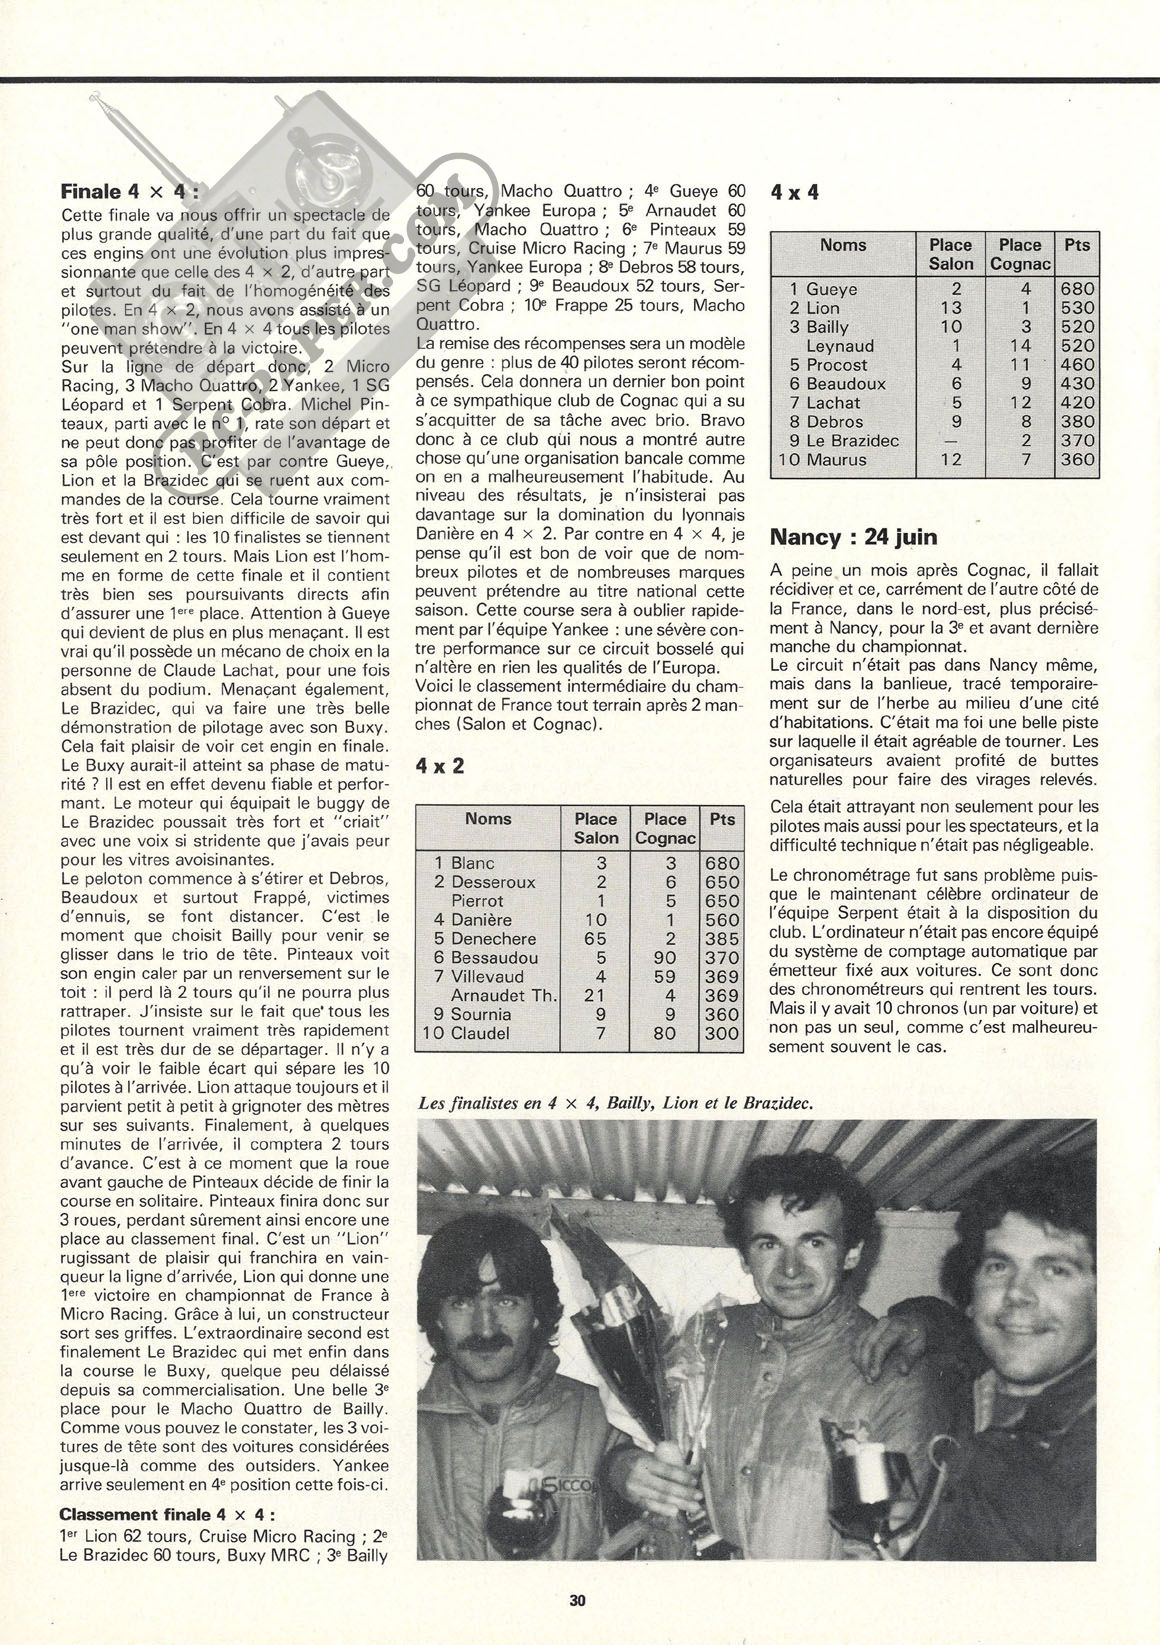 Finale 4 × 4 :
Cette finale va nous offrir un spectacle de
plus grande qualité, d'une part du fait que
ces engins ont une évolution plus impres-
sionnante que celle des 4 × 2, d'autre part
et surtout du fait de l'homogénéité des
pilotes. En 4 × 2, nous avons assisté à un
"one man show". En 4 × 4 tous les pilotes
peuvent prétendre à la victoire.
Sur la ligne de départ donc, 2 Micro
Racing, 3 Macho Quattro, 2 Yankee, 1 SG
Léopard et 1 Serpent Cobra. Michel Pin-
teaux, parti avec le n° 1, rate son départ et
ne peut donc pas profiter de l'avantage de
sa pôle position. C'est par contre Gueye,
Lion et la Brazidec qui se ruent aux com-
mandes de la course. Cela tourne vraiment
très fort et il est bien difficile de savoir qui
est devant qui : les 10 finalistes se tiennent
seulement en 2 tours. Mais Lion est l'hom-
me en forme de cette finale et il contient
très bien ses poursuivants directs afin
d'assurer une 1ere place. Attention à Gueye
qui devient de plus en plus menaçant. Il est
vrai qu'il possède un mécano de choix en la
personne de Claude Lachat, pour une fois
absent du podium. Menaçant également,
Le Brazidec, qui va faire une très belle
démonstration de pilotage avec son Buxy.
Cela fait plaisir de voir cet engin en finale.
Le Buxy aurait-il atteint sa phase de matu-
rité ? Il est en effet devenu fiable et perfor-
mant. Le moteur qui équipait le buggy de
Le Brazidec poussait très fort et "criait"
avec une voix si stridente que j'avais peur
pour les vitres avoisinantes.
Le peloton commence à s'étirer et Debros,
Beaudoux et surtout Frappé, victimes
d'ennuis, se font distancer. C'est le
moment que choisit Bailly pour venir se
glisser dans le trio de tête. Pinteaux voit
son engin caler par un renversement sur le
toit : il perd là 2 tours qu'il ne pourra plus
rattraper. J'insiste sur le fait que tous les
pilotes tournent vraiment très rapidement
et il est très dur de se départager. Il n'y a
qu'à voir le faible écart qui sépare les 10
pilotes à l'arrivée. Lion attaque toujours et il
parvient petit à petit à grignoter des mètres
sur ses suivants. Finalement, à quelques
minutes de l'arrivée, il comptera 2 tours
d'avance. C'est à ce moment que la roue
avant gauche de Pinteaux décide de finir la
course en solitaire. Pinteaux finira donc sur
3 roues, perdant sûrement ainsi encore une
place au classement final. C'est un "Lion"
rugissant de plaisir qui franchira en vain-
queur la ligne d'arrivée, Lion qui donne une
1ere victoire en championnat de France à
Micro Racing. Grâce à lui, un constructeur
sort ses griffes. L'extraordinaire second est
finalement Le Brazidec qui met enfin dans
la course le Buxy, quelque peu délaissé
depuis sa commercialisation. Une belle 3e
place pour le Macho Quattro de Bailly.
Comme vous pouvez le constater, les 3 voi-
tures de tête sont des voitures considérées
jusque-là comme des outsiders. Yankee
arrive seulement en 4e position cette fois-ci.
Classement finale 4 × 4 :
1er Lion 62 tours, Cruise Micro Racing ; 2e
Le Brazidec 60 tours, Buxy MRC ; 3e Bailly
60 tours, Macho Quattro ; 4e Gueye 60
tours, Yankee Europa ; 5e Arnaudet 60
tours, Macho Quattro ; 6e Pinteaux 59
tours, Cruise Micro Racing ; 7e Maurus 59
tours, Yankee Europa ; 8e Debros 58 tours,
SG Léopard ; 9e Beaudoux 52 tours, Ser-
pent Cobra ; 10e Frappe 25 tours, Macho
Quattro.
La remise des récompenses sera un modèle
du genre : plus de 40 pilotes seront récom-
pensés. Cela donnera un dernier bon point
à ce sympathique club de Cognac qui a su
s'acquitter de sa tâche avec brio. Bravo
donc à ce club qui nous a montré autre
chose qu'une organisation bancale comme
on en a malheureusement l'habitude. Au
niveau des résultats, je n'insisterai pas
davantage sur la domination du lyonnais
Danière en 4 × 2. Par contre en 4 × 4, je
pense qu'il est bon de voir que de nom-
breux pilotes et de nombreuses marques
peuvent prétendre au titre national cette
saison. Cette course sera à oublier rapide-
ment par l'équipe Yankee : une sévère con-
tre performance sur ce circuit bosselé qui
n'altère en rien les qualités de l'Europa.
Voici le classement intermédiaire du cham-
pionnat de France tout terrain après 2 man-
ches (Salon et Cognac).
4 x 2
Noms Place Salon Place Cognac Pts
1 Blanc 3 3 680
2 Desseroux 2 6 650
Pierrot 1 5 650
4 Danière 10 1 560
5 Denechere 65 2 385
6 Bessaudou 5 90 370
7 Villevaud 4 59 369
Arnaudet Th. 21 4 369
9 Sournia 9 9 360
10 Claudel 7 80 300
4 x 4
Noms Place Salon Place Cognac Pts
1 Gueye 2 4 680
2 Lion 13 1 530
3 Bailly 10 3 520
Leynaud 1 14 520
5 Procost 4 11 460
6 Beaudoux 6 9 430
7 Lachat 5 12 420
8 Debros 9 8 380
9 Le Brazidec — 2 370
10 Maurus 12 7 360
Nancy : 24 juin
A peine un mois après Cognac, il fallait
récidiver et ce, carrément de l'autre côté de
la France, dans le nord-est, plus précisé-
ment à Nancy, pour la 3e et avant dernière
manche du championnat.
Le circuit n'était pas dans Nancy même,
mais dans la banlieue, tracé temporaire-
ment sur de l'herbe au milieu d'une cité
d'habitations. C'était ma foi une belle piste
sur laquelle il était agréable de tourner. Les
organisateurs avaient profité de buttes
naturelles pour faire des virages relevés.
Cela était attrayant non seulement pour les
pilotes mais aussi pour les spectateurs, et la
difficulté technique n'était pas négligeable.
Le chronométrage fut sans problème puis-
que le maintenant célèbre ordinateur de
l'équipe Serpent était à la disposition du
club. L'ordinateur n'était pas encore équipé
du système de comptage automatique par
émetteur fixé aux voitures. Ce sont donc
des chronométreurs qui rentrent les tours.
Mais il y avait 10 chronos (un par voiture) et
non pas un seul, comme c'est malheureu-
sement souvent le cas.
Les finalistes en 4 × 4, Bailly, Lion et le Brazidec.
SICCO
30
RC-PAPER.COM